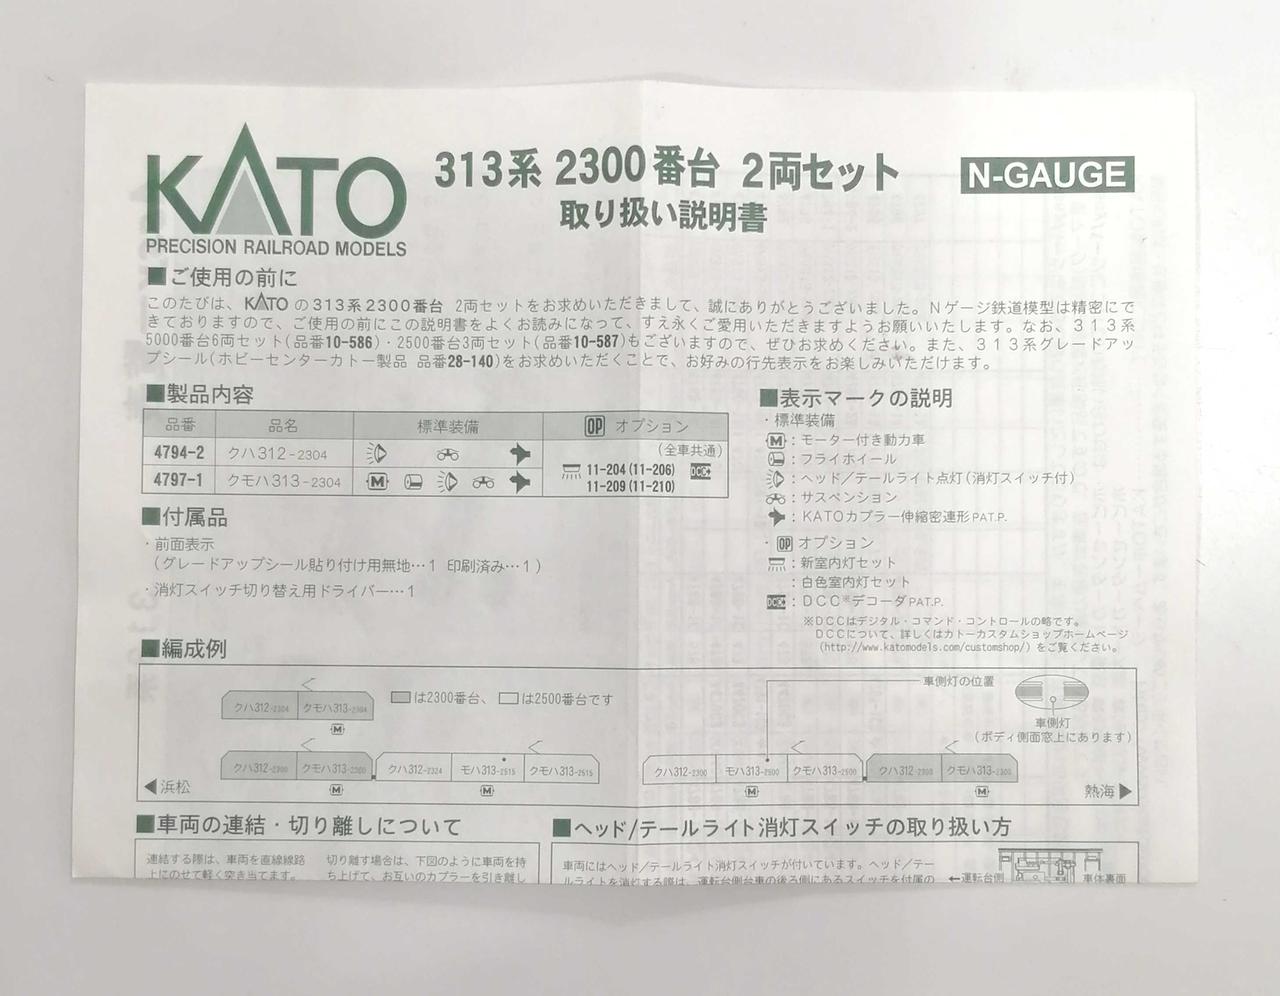 KATO
PRECISION RAILROAD MODELS
313系 2300番台 2両セット
取り扱い説明書
N-GAUGE
■ご使用の前に
このたびは、KATOの313系2300番台 2両セットをお求めいただきまして、誠にありがとうございました。Nゲージ鉄道模型は精密にで
きておりますので、ご使用の前にこの説明書をよくお読みになって、すえ永くご愛用いただきますようお願いいたします。なお、313系
5000番台6両セット(品番10-586)・2500番台3両セット(品番10-587)もございますので、ぜひお求めください。また、313系グレードアッ
プシール(ホビーセンターカトー製品 品番28-140)をお求めいただくことで、お好みの行先表示をお楽しみいただけます。
■製品内容
品番 品名 標準装備 OP オプション
4794-2 クハ312-2304
4797-1 クモハ313-2304 M
(全車共通)
11-204(11-206) DCC
11-209(11-210)
■付属品
・前面表示
(グレードアップシール貼り付け用無地…1 印刷済み…1)
・消灯スイッチ切り替え用ドライバー…1
■表示マークの説明
・標準装備
M：モーター付き動力車
：フライホイール
：ヘッド／テールライト点灯(消灯スイッチ付)
：サスペンション
：KATOカプラー伸縮密連形PAT.P.
・OP オプション
：新室内灯セット
：白色室内灯セット
DCC：DCC※デコーダPAT.P.
※DCCはデジタル・コマンド・コントロールの略です。
DCCについて、詳しくはカトーカスタムショップホームページ
(http://www.katomodels.com/customshop/)をご覧ください。
■編成例
クハ312-2304 クモハ313-2304
M
は2300番台、 は2500番台です
車側灯の位置
車側灯
(ボディ側面窓上にあります)
クハ312-2300 クモハ313-2300 クハ312-2324 モハ313-2515 クモハ313-2515
M M
クハ312-2300 モハ313-2500 クモハ313-2500 クハ312-2300 クモハ313-2300
M M
◀浜松
熱海▶
■車両の連結・切り離しについて
連結する際は、車両を直線線路
上にのせて軽く突き当てます。
切り離す場合は、下図のように車両を持
ち上げて、お互いのカプラーを引き離し
■ヘッド/テールライト消灯スイッチの取り扱い方
車両にはヘッド／テールライト消灯スイッチが付いています。ヘッド／テー
ルライトを消灯する際は、運転台側台車の後ろ側にあるスイッチを付属の
←運転台側
車体裏面